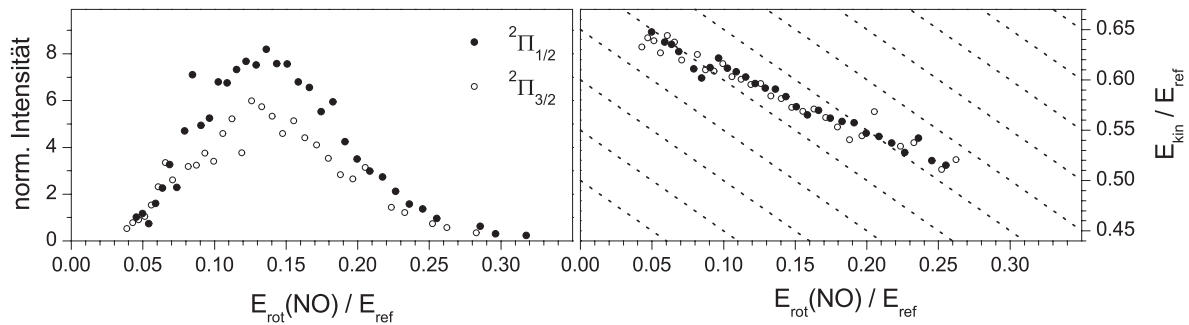 norm. Intensität
8
6
4
2
0
²Π₁/₂
²Π₃/₂
0.00 0.05 0.10 0.15 0.20 0.25 0.30
E_rot(NO) / E_ref
0.65
0.60
0.55
0.50
0.45
E_kin / E_ref
0.00 0.05 0.10 0.15 0.20 0.25 0.30
E_rot(NO) / E_ref